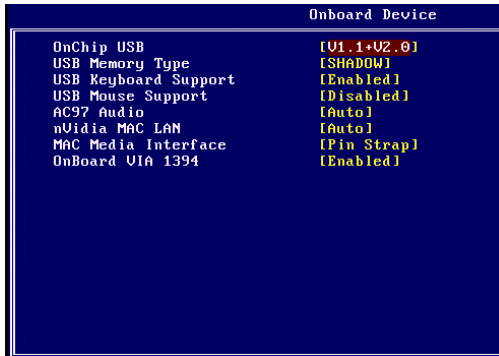 Onboard Device
OnChip USB [V1.1+V2.0]
USB Memory Type [SHADOW]
USB Keyboard Support [Enabled]
USB Mouse Support [Disabled]
AC97 Audio [Auto]
nVidia MAC LAN [Auto]
MAC Media Interface [Pin Strap]
OnBoard VIA 1394 [Enabled]